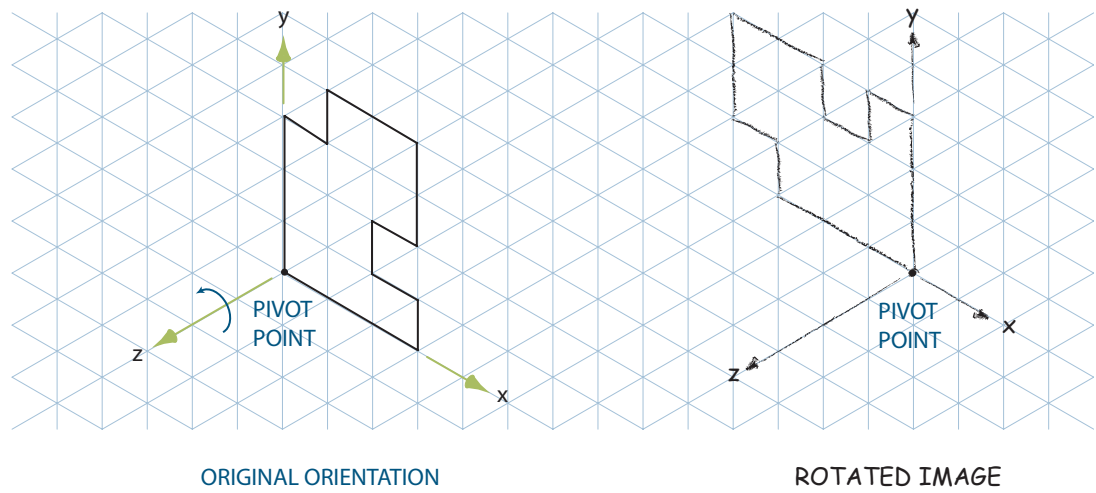 y
PIVOT
POINT
z
x
ORIGINAL ORIENTATION
Y
PIVOT
POINT
Z
X
ROTATED IMAGE